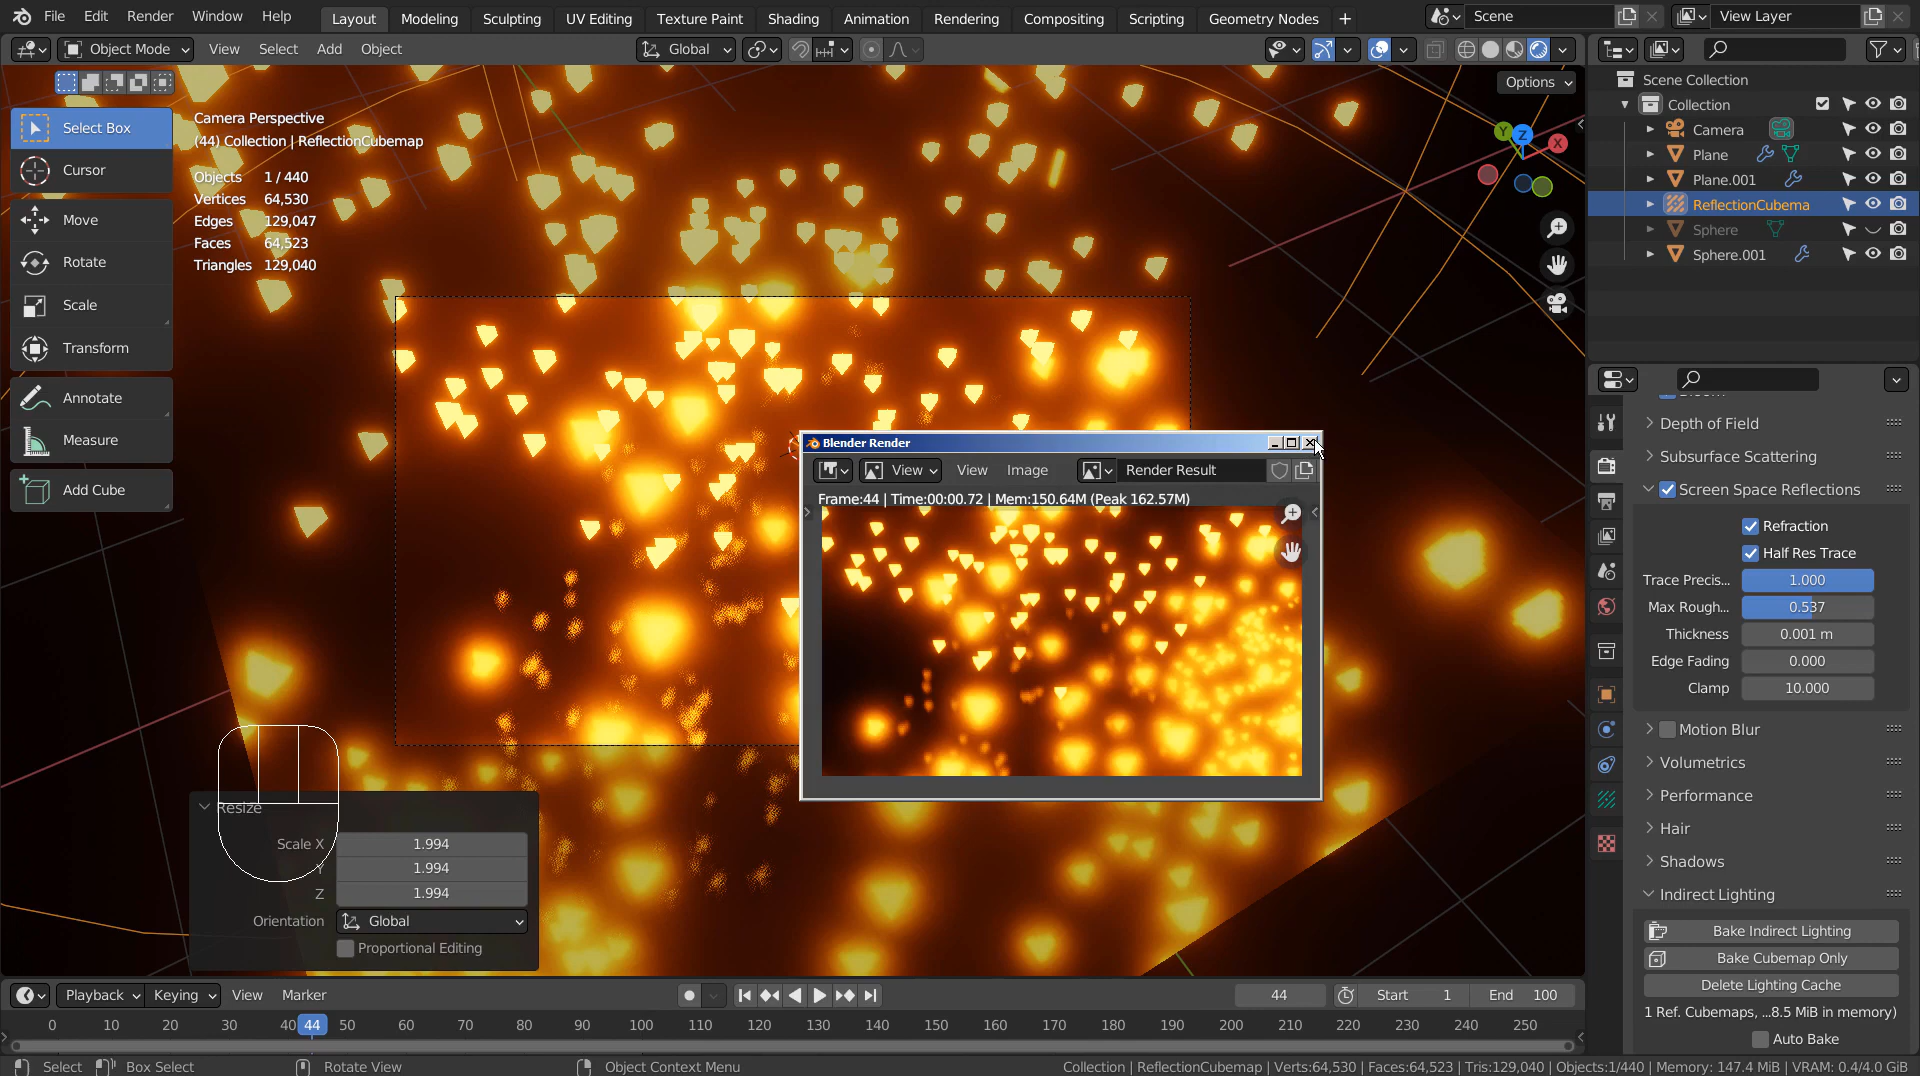 File Edit Render Window Help Layout Modeling Sculpting UV Editing Texture Paint Shading Animation Rendering Compositing Scripting Geometry Nodes + Scene View Layer
Object Mode View Select Add Object Global
Options
Select Box
Cursor
Move
Rotate
Scale
Transform
Annotate
Measure
Add Cube
Camera Perspective
(44) Collection | ReflectionCubemap
Objects 1 / 440
Vertices 64,530
Edges 129,047
Faces 64,523
Triangles 129,040
Y Z X
Blender Render
View View Image Render Result
Frame:44 | Time:00:00.72 | Mem:150.64M (Peak 162.57M)
Resize
Scale X 1.994
Y 1.994
Z 1.994
Orientation Global
Proportional Editing
Scene Collection
Collection
Camera
Plane
Plane.001
ReflectionCubema
Sphere
Sphere.001
Depth of Field
Subsurface Scattering
Screen Space Reflections
Refraction
Half Res Trace
Trace Precis... 1.000
Max Rough... 0.537
Thickness 0.001 m
Edge Fading 0.000
Clamp 10.000
Motion Blur
Volumetrics
Performance
Hair
Shadows
Indirect Lighting
Bake Indirect Lighting
Bake Cubemap Only
Delete Lighting Cache
1 Ref. Cubemaps, ...8.5 MiB in memory)
Auto Bake
Playback Keying View Marker 44 Start 1 End 100
0 10 20 30 40 44 50 60 70 80 90 100 110 120 130 140 150 160 170 180 190 200 210 220 230 240 250
Select Box Select Rotate View Object Context Menu Collection | ReflectionCubemap | Verts:64,530 | Faces:64,523 | Tris:129,040 | Objects:1/440 | Memory: 147.4 MiB | VRAM: 0.4/4.0 GiB